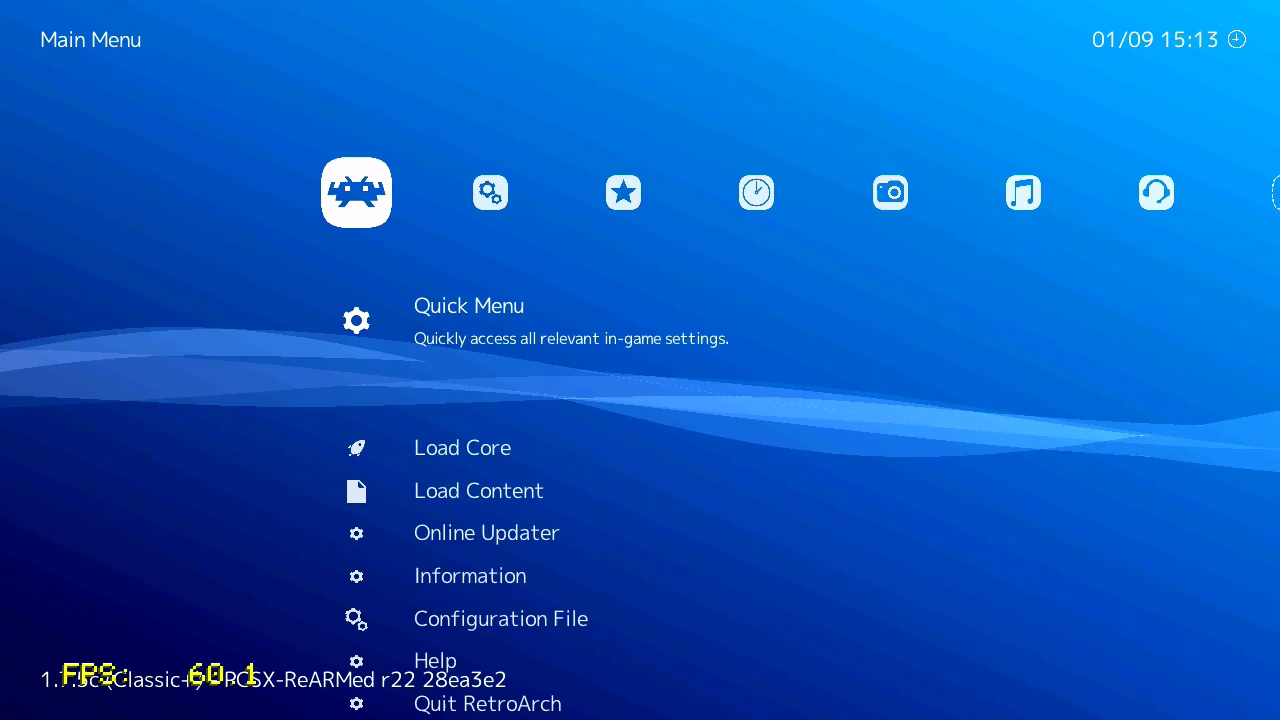 Main Menu
01/09 15:13
Quick Menu
Quickly access all relevant in-game settings.
Load Core
Load Content
Online Updater
Information
Configuration File
Help
FPS: 60.1
PCSX-ReARMed r22 28ea3e2
Quit RetroArch